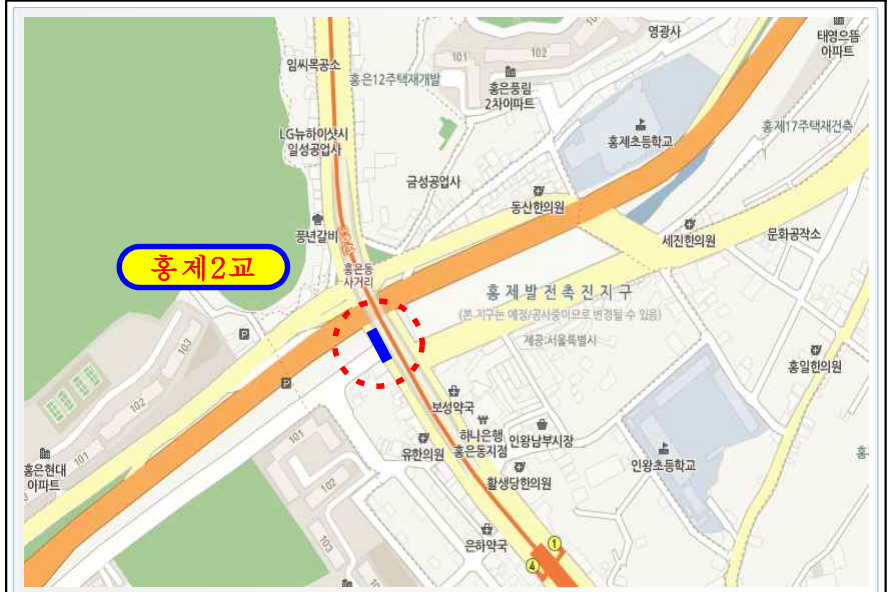 영광사
태영으뜸
아파트
임씨목공소
홍은12주택재개발
101
102
홍은풍림
2차아파트
LG뉴하이샷시
일성공업사
홍제초등학교
홍제17주택재건축
금성공업사
동산한의원
풍년갈비
세진한의원
문화공작소
홍제2교
홍은동
사거리
홍제발전촉진지구
(본 지구는 예정/공사중이므로 변경될 수 있음)
제공:서울특별시
P
P
103
102
101
홍일한의원
보성약국
하나은행
홍은동지점
인왕남부시장
유한의원
활생당한의원
인왕초등학교
홍은현대
아파트
101
102
103
은하약국
1
4
홍